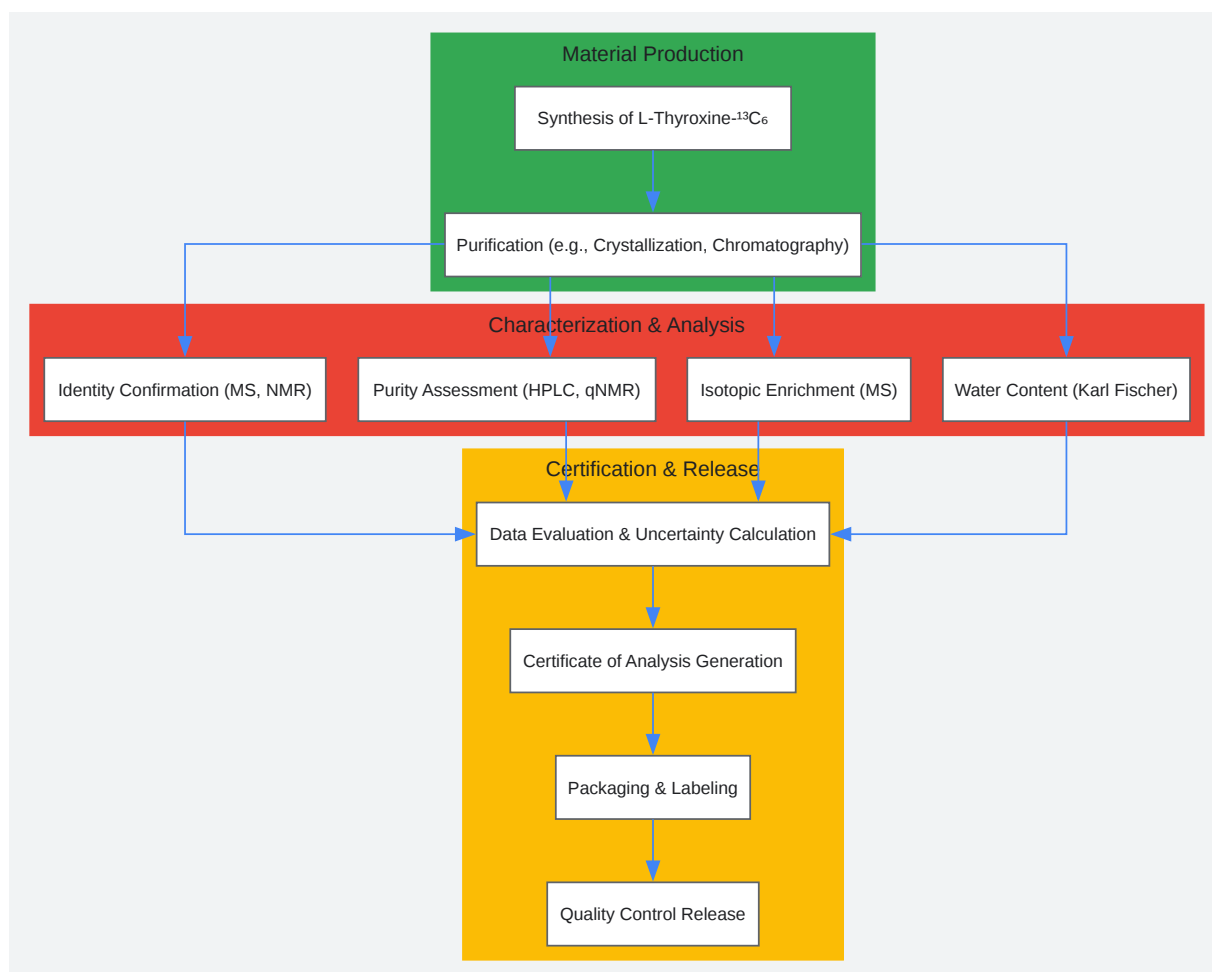 Material Production
Synthesis of L-Thyroxine-¹³C₆
Purification (e.g., Crystallization, Chromatography)
Characterization & Analysis
Identity Confirmation (MS, NMR)
Purity Assessment (HPLC, qNMR)
Isotopic Enrichment (MS)
Water Content (Karl Fischer)
Certification & Release
Data Evaluation & Uncertainty Calculation
Certificate of Analysis Generation
Packaging & Labeling
Quality Control Release